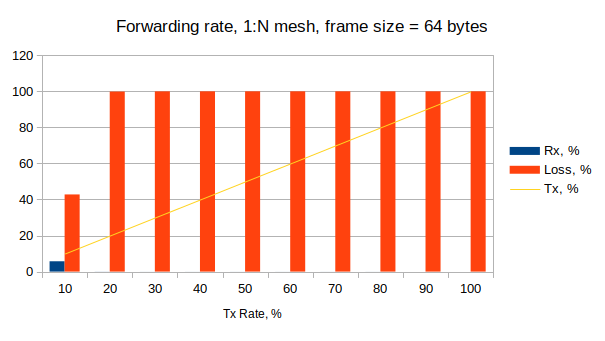 Forwarding rate, 1:N mesh, frame size = 64 bytes
120
100
80
60
40
20
0
10 20 30 40 50 60 70 80 90 100
Tx Rate, %
Rx, %
Loss, %
Tx, %